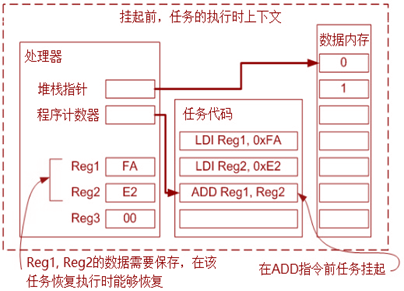 挂起前，任务的执行时上下文
数据内存
处理器
0
堆栈指针
1
程序计数器
任务代码
LDI Reg1, 0xFA
Reg1 FA
LDI Reg2, 0xE2
Reg2 E2
ADD Reg1, Reg2
Reg3 00
Reg1, Reg2的数据需要保存，在该
任务恢复执行时能够恢复
在ADD指令前任务挂起